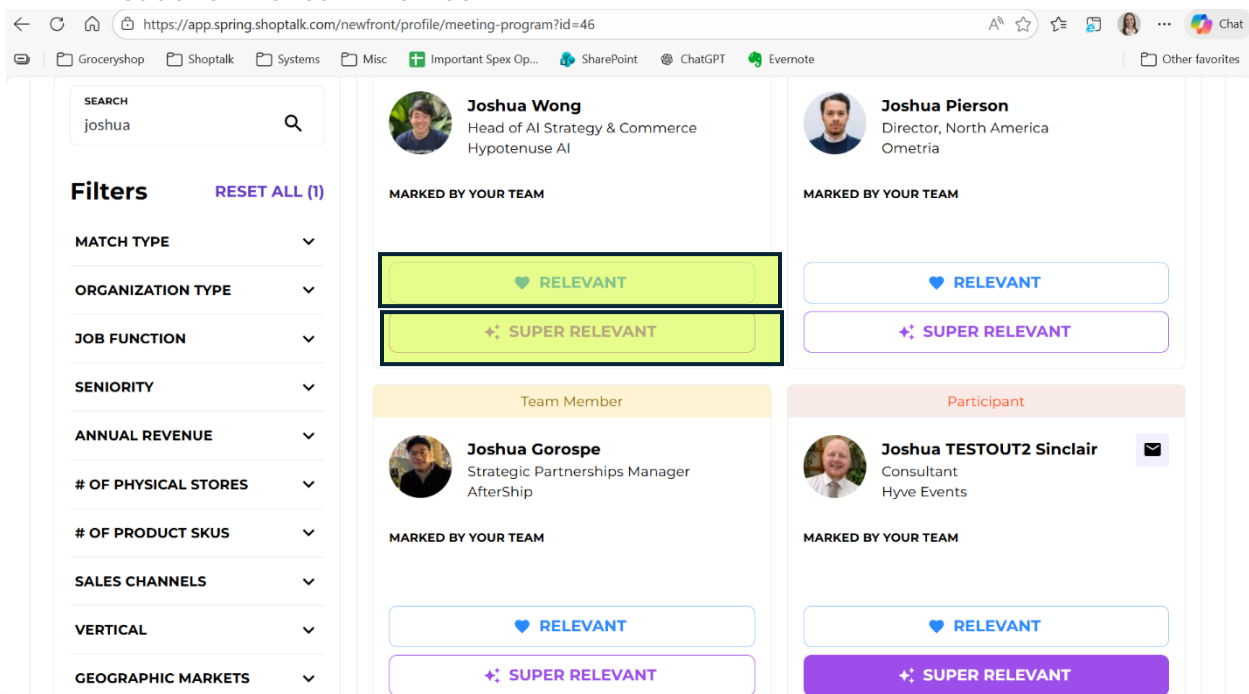 https://app.spring.shoptalk.com/newfront/profile/meeting-program?id=46
Chat
Groceryshop
Shoptalk
Systems
Misc
Important Spex Op...
SharePoint
ChatGPT
Evernote
Other favorites
SEARCH
joshua
Filters
RESET ALL (1)
MATCH TYPE
ORGANIZATION TYPE
JOB FUNCTION
SENIORITY
ANNUAL REVENUE
# OF PHYSICAL STORES
# OF PRODUCT SKUS
SALES CHANNELS
VERTICAL
GEOGRAPHIC MARKETS
Joshua Wong
Head of AI Strategy & Commerce
Hypotenuse AI
MARKED BY YOUR TEAM
RELEVANT
SUPER RELEVANT
Joshua Pierson
Director, North America
Ometria
MARKED BY YOUR TEAM
RELEVANT
SUPER RELEVANT
Team Member
Joshua Gorospe
Strategic Partnerships Manager
AfterShip
MARKED BY YOUR TEAM
RELEVANT
SUPER RELEVANT
Participant
Joshua TESTOUT2 Sinclair
Consultant
Hyve Events
MARKED BY YOUR TEAM
RELEVANT
SUPER RELEVANT